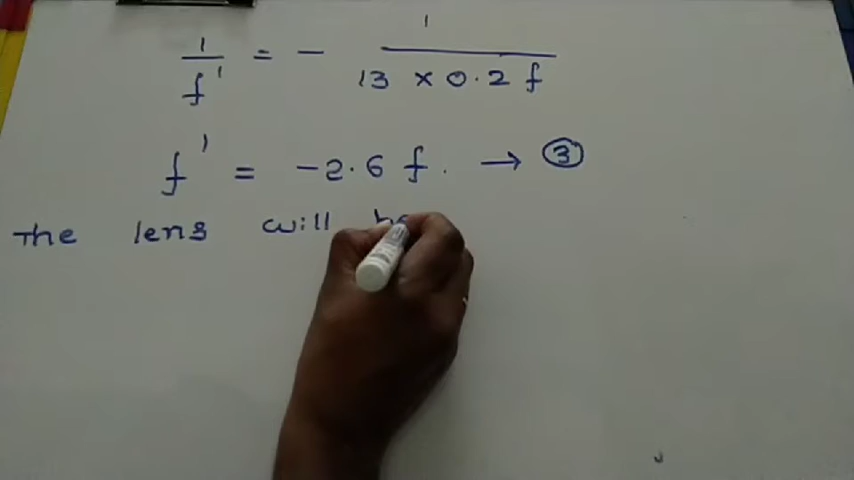 1/f' = - 1/(13 × 0.2 f)
f' = -2.6 f. → ③
The lens will